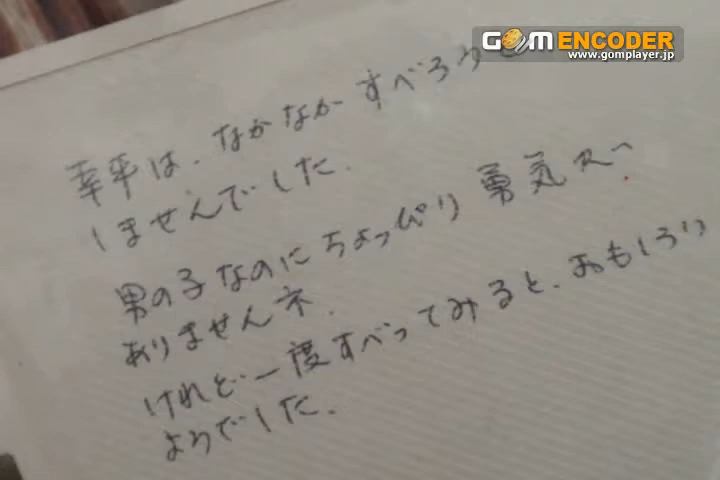 GOM ENCODER
www.gomplayer.jp
幸平は、なかなかすべろうと
しませんでした.
男の子なのにちょっぴり勇気が
ありませんネ.
けれど一度すべってみると、おもしろい
ようでした.